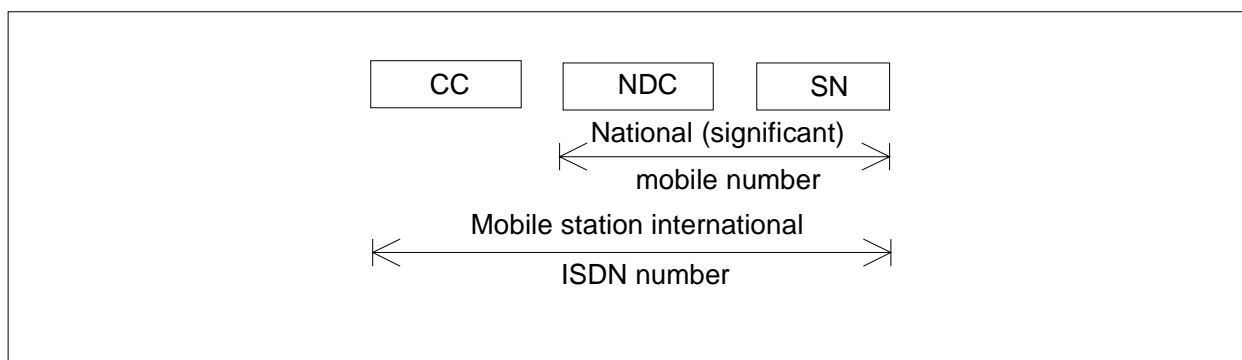 CC NDC SN
National (significant)
mobile number
Mobile station international
ISDN number